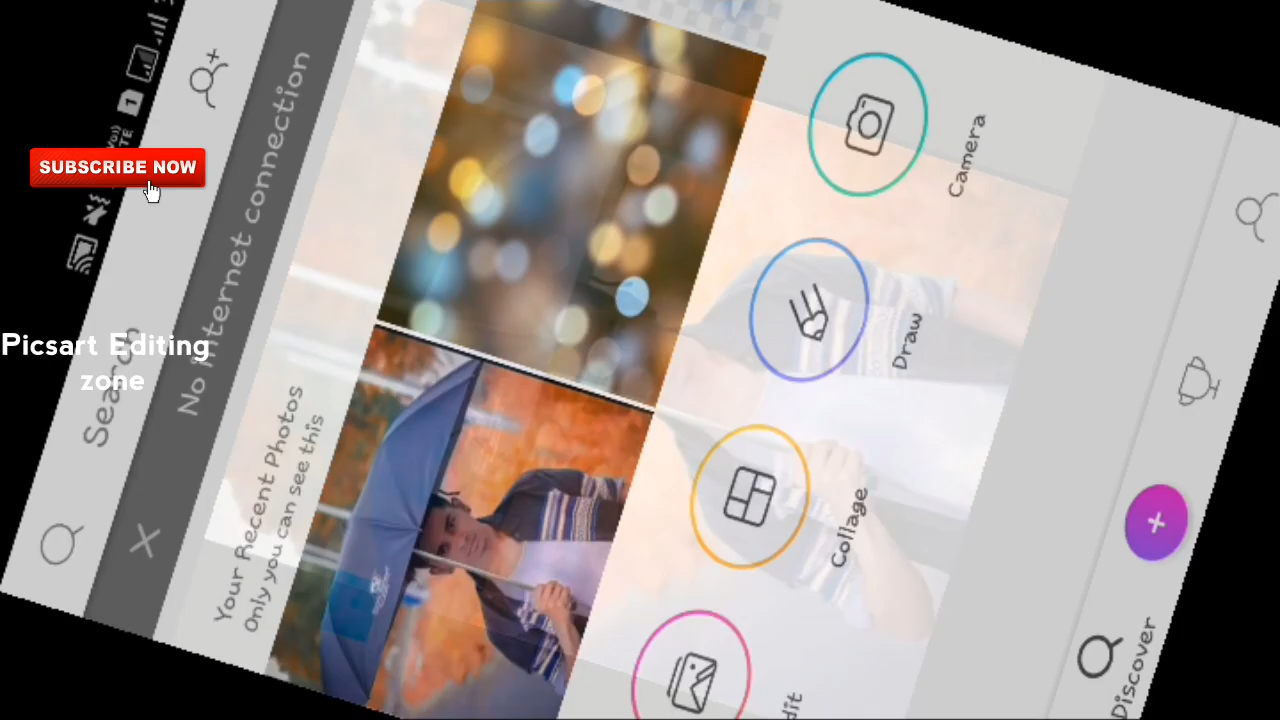 SUBSCRIBE NOW
Picsart Editing
zone
Search
No internet connection
Your Recent Photos
Only you can see this
Camera
Draw
Collage
dit
Discover